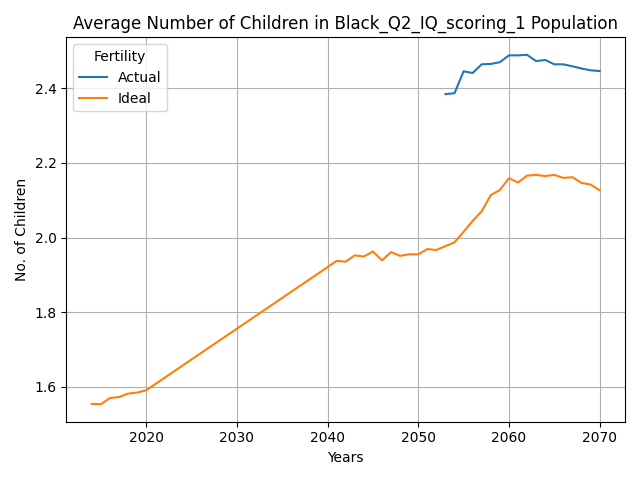 Average Number of Children in Black_Q2_IQ_scoring_1 Population
Fertility
Actual
Ideal
No. of Children
2.4
2.2
2.0
1.8
1.6
2020 2030 2040 2050 2060 2070
Years